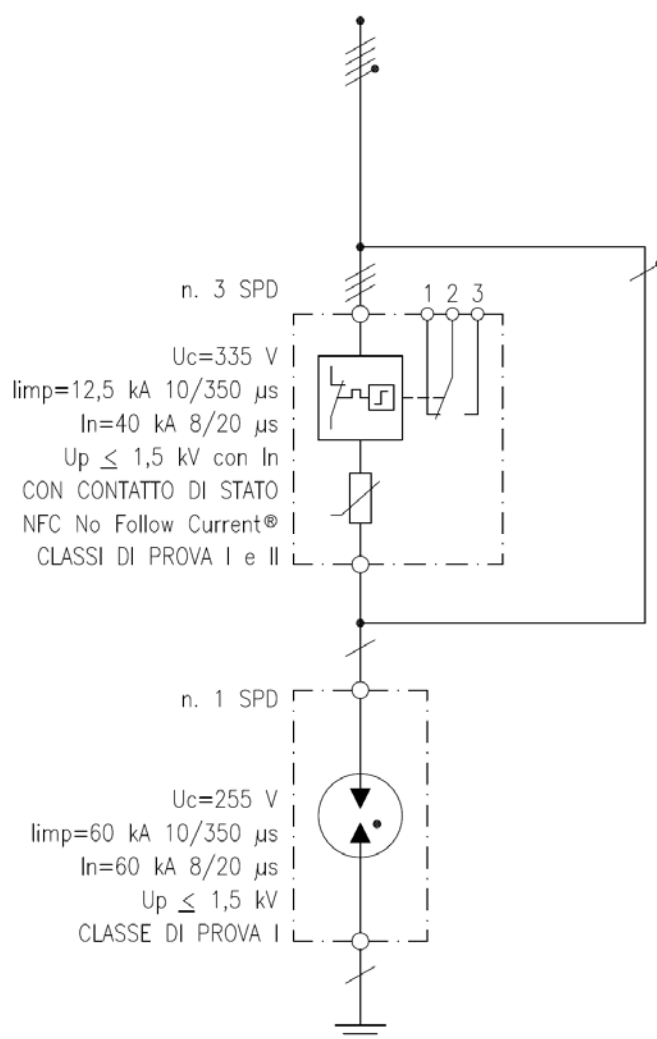 n. 3 SPD
1 2 3
Uc=335 V
Iimp=12,5 kA 10/350 µs
In=40 kA 8/20 µs
Up ≤ 1,5 kV con In
CON CONTATTO DI STATO
NFC No Follow Current®
CLASSI DI PROVA I e II
n. 1 SPD
Uc=255 V
Iimp=60 kA 10/350 µs
In=60 kA 8/20 µs
Up ≤ 1,5 kV
CLASSE DI PROVA I